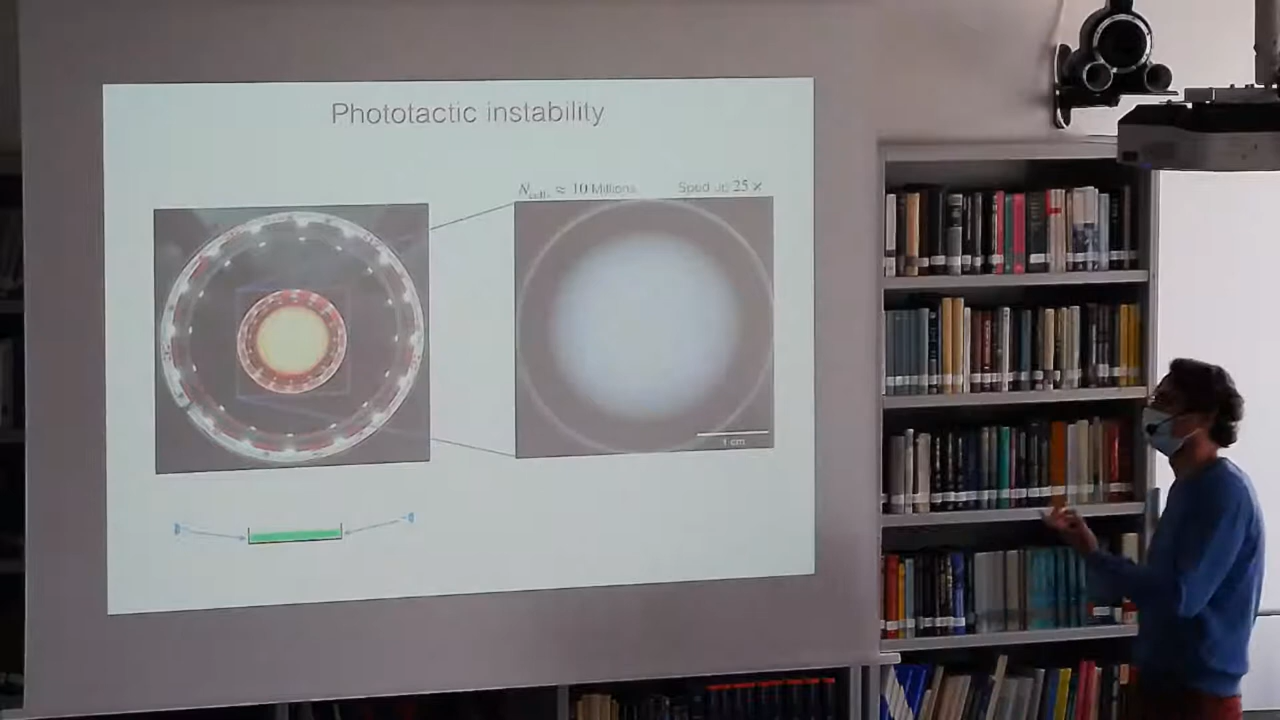 Phototactic instability
N_cells ≈ 10 Millions Speed up 25 x
1 cm